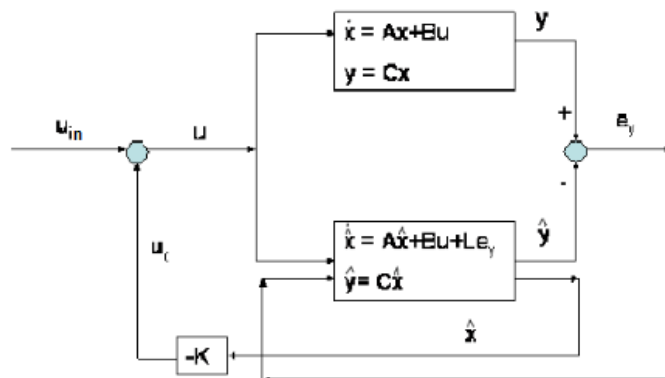 ẋ = Ax+Bu
y = Cx
y
+
u_in
u
e_y
-
x̂̇ = Ax̂+Bu+Le_y
ŷ = Cx̂
ŷ
u_c
x̂
-K